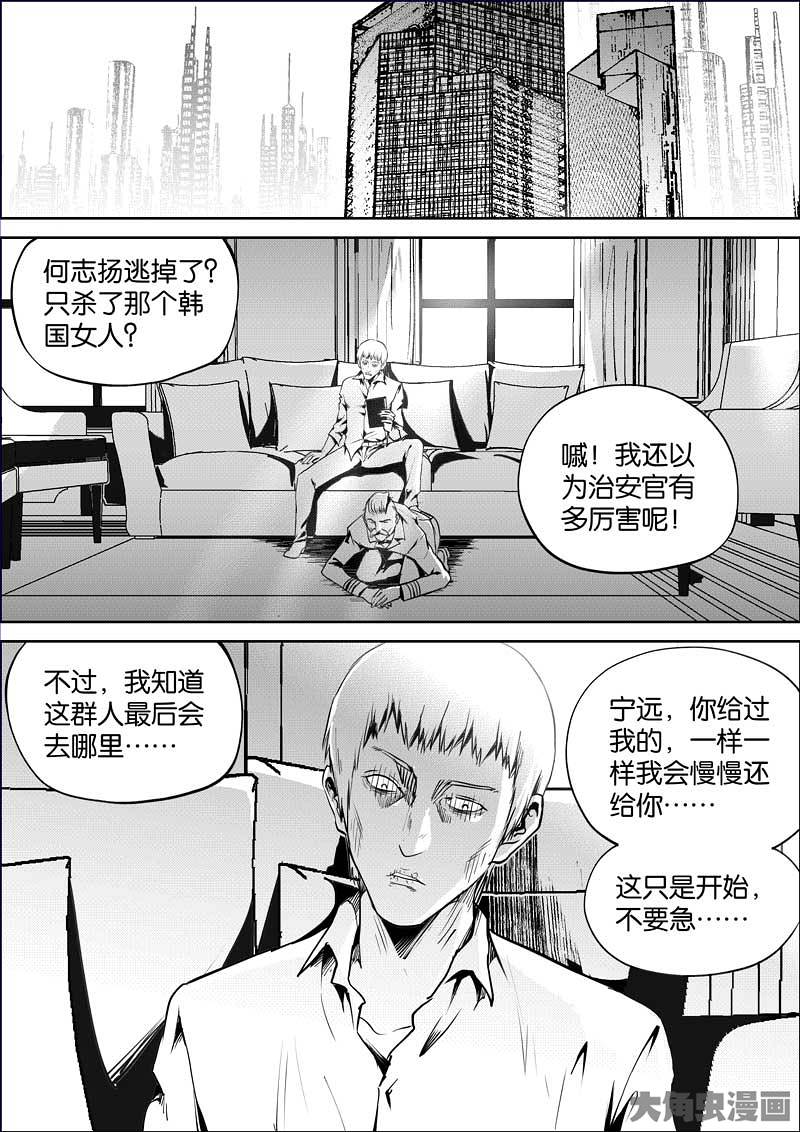 何志扬逃掉了？
只杀了那个韩
国女人？
嘁！我还以
为治安官有
多厉害呢！
不过，我知道
这群人最后会
去哪里……
宁远，你给过
我的，一样一
样我会慢慢还
给你……
这只是开始，
不要急……
大角虫漫画